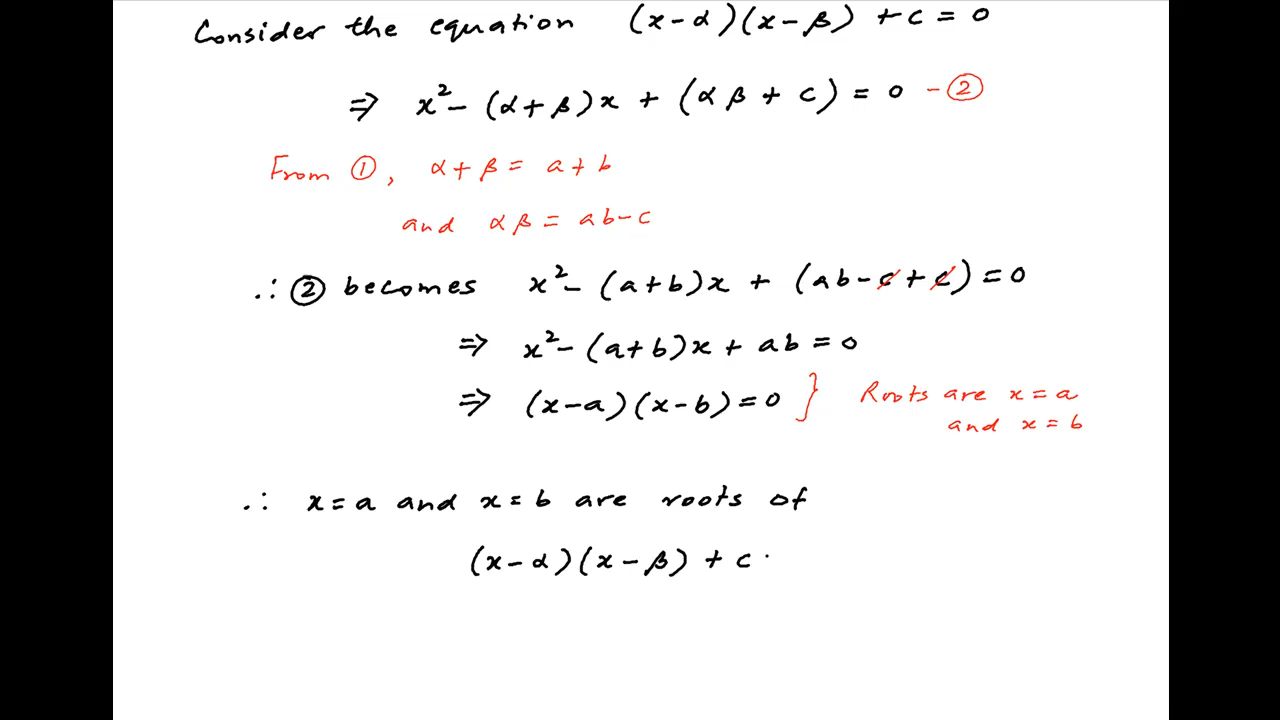 Consider the equation (x-α)(x-β) + c = 0
⇒ x² - (α+β)x + (αβ + c) = 0 - ②
From ①, α+β = a+b
and αβ = ab-c
∴ ② becomes x² - (a+b)x + (ab-c+c) = 0
⇒ x² - (a+b)x + ab = 0
⇒ (x-a)(x-b) = 0 } Roots are x = a
and x = b
∴ x = a and x = b are roots of
(x-α)(x-β) + c.